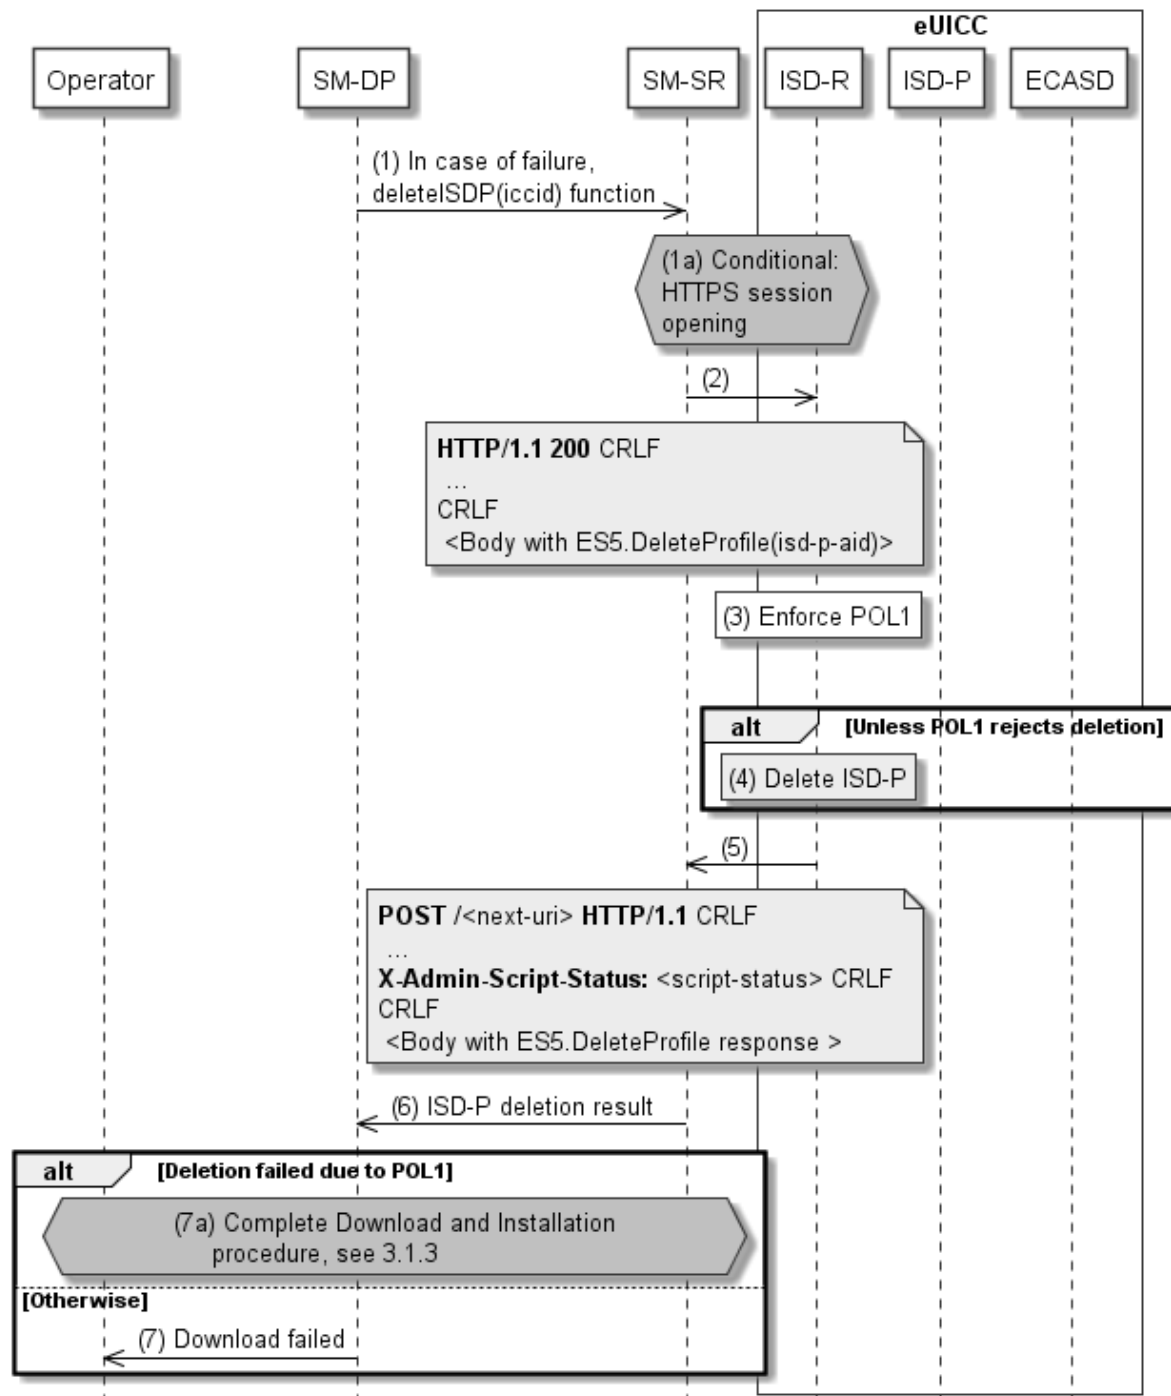 eUICC
Operator
SM-DP
SM-SR
ISD-R
ISD-P
ECASD
(1) In case of failure,
deleteISDP(iccid) function
(1a) Conditional:
HTTPS session
opening
(2)
HTTP/1.1 200 CRLF
...
CRLF
<Body with ES5.DeleteProfile(isd-p-aid)>
(3) Enforce POL1
alt
[Unless POL1 rejects deletion]
(4) Delete ISD-P
(5)
POST /<next-uri> HTTP/1.1 CRLF
...
X-Admin-Script-Status: <script-status> CRLF
CRLF
<Body with ES5.DeleteProfile response >
(6) ISD-P deletion result
alt
[Deletion failed due to POL1]
(7a) Complete Download and Installation
procedure, see 3.1.3
[Otherwise]
(7) Download failed